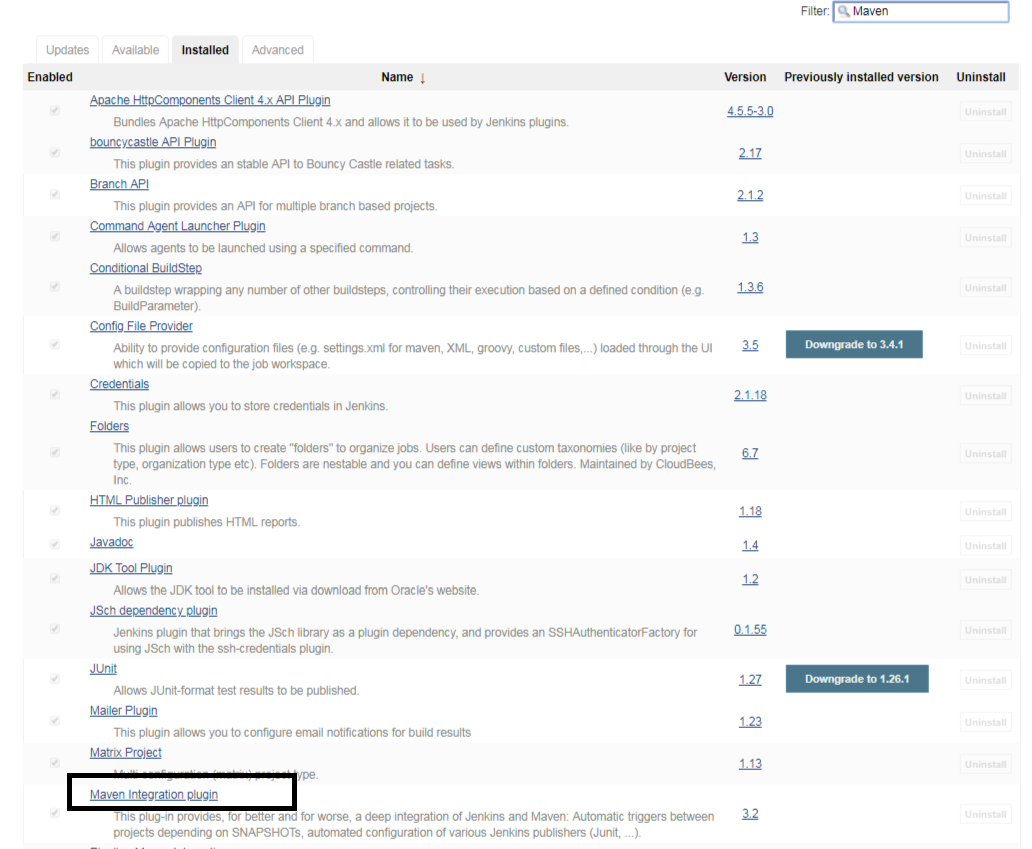 Filter: Maven
Updates Available Installed Advanced
Enabled Name ↓ Version Previously installed version Uninstall
Apache HttpComponents Client 4.x API Plugin
Bundles Apache HttpComponents Client 4.x and allows it to be used by Jenkins plugins.
4.5.5-3.0 Uninstall
bouncycastle API Plugin
This plugin provides an stable API to Bouncy Castle related tasks.
2.17 Uninstall
Branch API
This plugin provides an API for multiple branch based projects.
2.1.2 Uninstall
Command Agent Launcher Plugin
Allows agents to be launched using a specified command.
1.3 Uninstall
Conditional BuildStep
A buildstep wrapping any number of other buildsteps, controlling their execution based on a defined condition (e.g.
BuildParameter).
1.3.6 Uninstall
Config File Provider
Ability to provide configuration files (e.g. settings.xml for maven, XML, groovy, custom files,...) loaded through the UI
which will be copied to the job workspace.
3.5 Downgrade to 3.4.1 Uninstall
Credentials
This plugin allows you to store credentials in Jenkins.
2.1.18 Uninstall
Folders
This plugin allows users to create "folders" to organize jobs. Users can define custom taxonomies (like by project
type, organization type etc). Folders are nestable and you can define views within folders. Maintained by CloudBees,
Inc.
6.7 Uninstall
HTML Publisher plugin
This plugin publishes HTML reports.
1.18 Uninstall
Javadoc
1.4 Uninstall
JDK Tool Plugin
Allows the JDK tool to be installed via download from Oracle's website.
1.2 Uninstall
JSch dependency plugin
Jenkins plugin that brings the JSch library as a plugin dependency, and provides an SSHAuthenticatorFactory for
using JSch with the ssh-credentials plugin.
0.1.55 Uninstall
JUnit
Allows JUnit-format test results to be published.
1.27 Downgrade to 1.26.1 Uninstall
Mailer Plugin
This plugin allows you to configure email notifications for build results
1.23 Uninstall
Matrix Project
Multi-configuration (matrix) project type.
1.13 Uninstall
Maven Integration plugin
This plug-in provides, for better and for worse, a deep integration of Jenkins and Maven: Automatic triggers between
projects depending on SNAPSHOTs, automated configuration of various Jenkins publishers (Junit, ...).
3.2 Uninstall